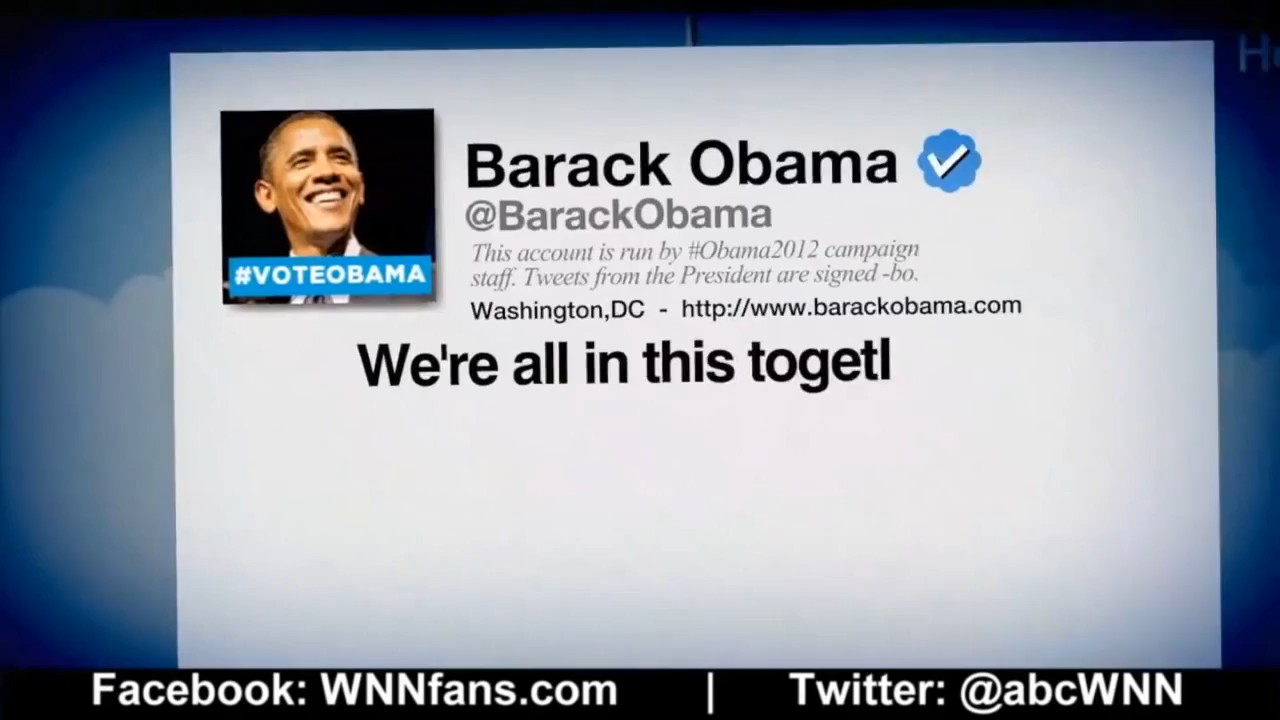 He
#VOTEOBAMA
Barack Obama
@BarackObama
This account is run by #Obama2012 campaign
staff. Tweets from the President are signed -bo.
Washington,DC - http://www.barackobama.com
We're all in this togetl
Facebook: WNNfans.com | Twitter: @abcWNN